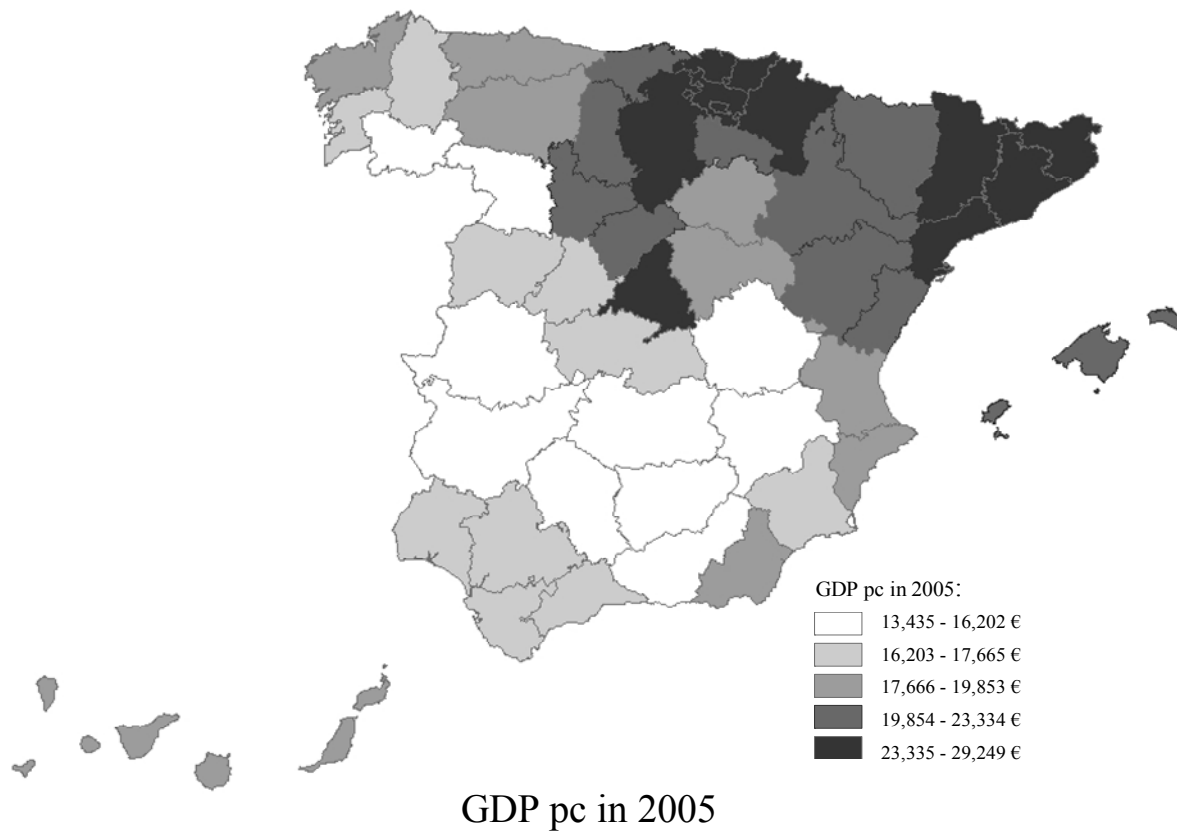 GDP pc in 2005:
13,435 - 16,202 €
16,203 - 17,665 €
17,666 - 19,853 €
19,854 - 23,334 €
23,335 - 29,249 €
GDP pc in 2005